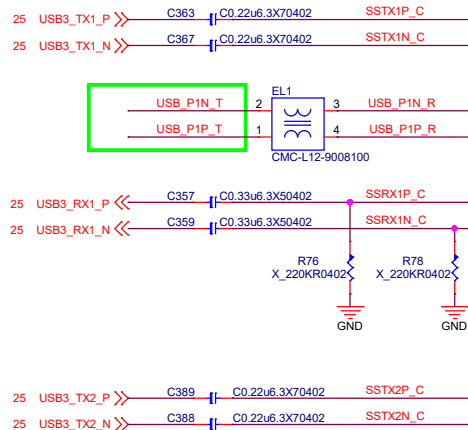 25 USB3_TX1_P C363 C0.22u6.3X70402 SSTX1P_C
25 USB3_TX1_N C367 C0.22u6.3X70402 SSTX1N_C
EL1
USB_P1N_T 2 3 USB_P1N_R
USB_P1P_T 1 4 USB_P1P_R
CMC-L12-9008100
25 USB3_RX1_P C357 C0.33u6.3X50402 SSRX1P_C
25 USB3_RX1_N C359 C0.33u6.3X50402 SSRX1N_C
R76 R78
X_220KR0402 X_220KR0402
GND GND
25 USB3_TX2_P C389 C0.22u6.3X70402 SSTX2P_C
25 USB3_TX2_N C388 C0.22u6.3X70402 SSTX2N_C